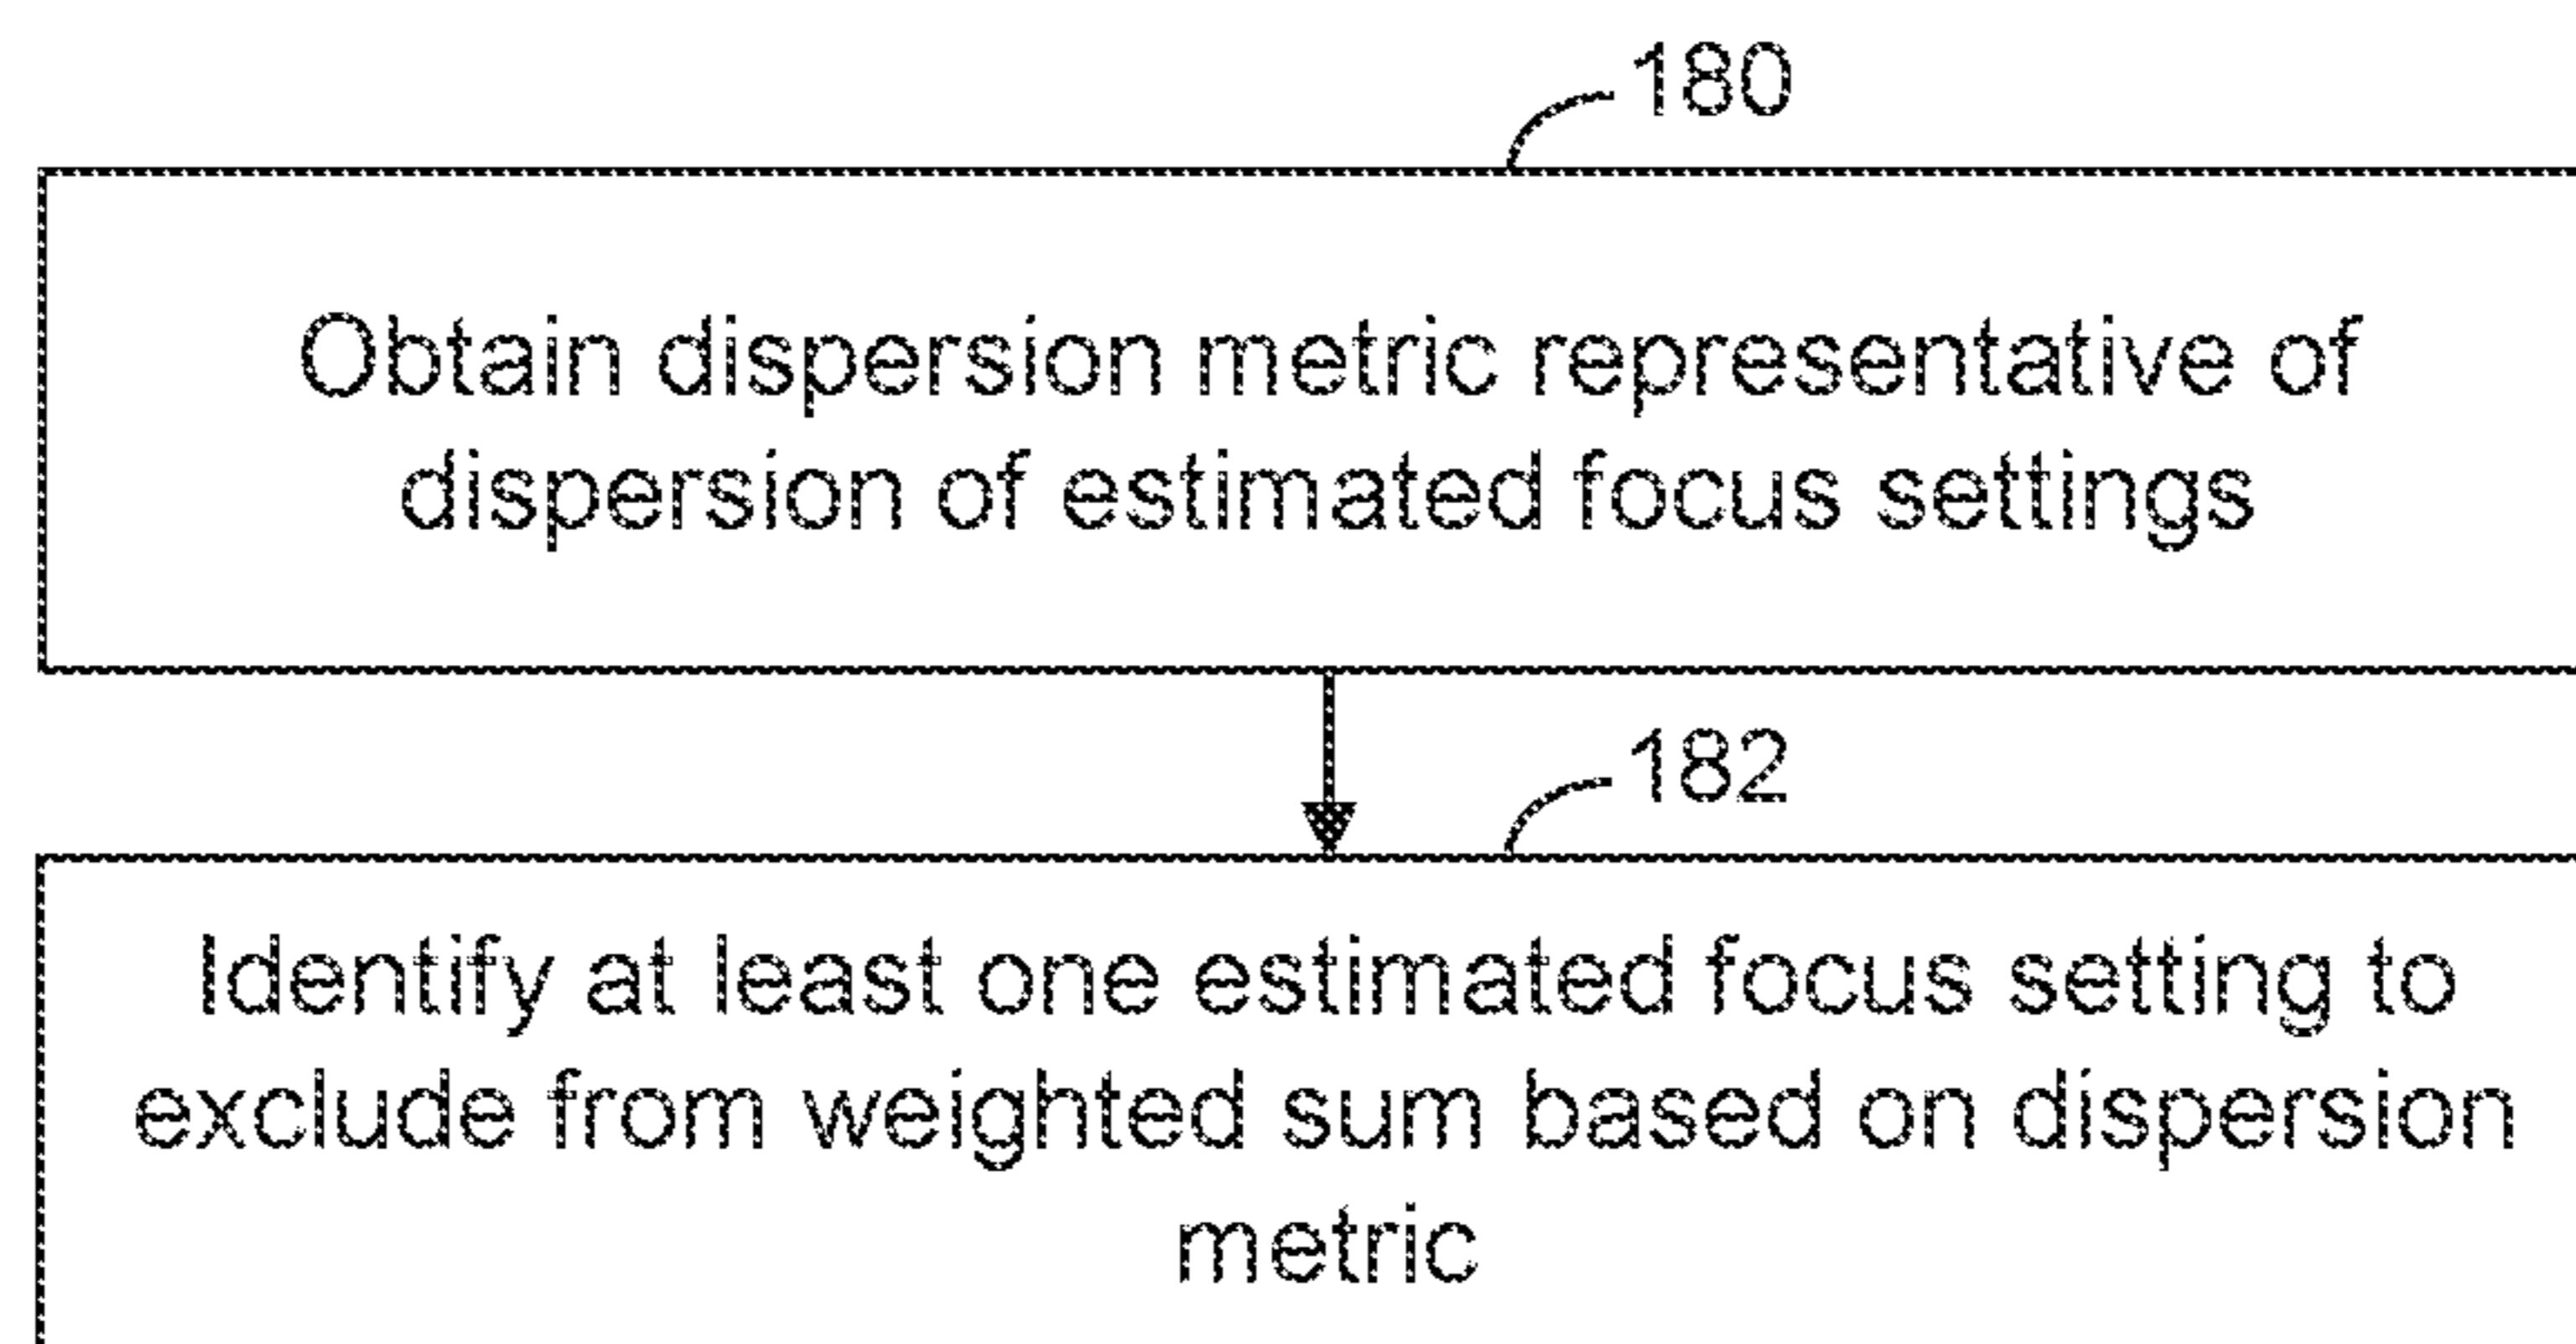 180
Obtain dispersion metric representative of
dispersion of estimated focus settings
182
Identify at least one estimated focus setting to
exclude from weighted sum based on dispersion
metric